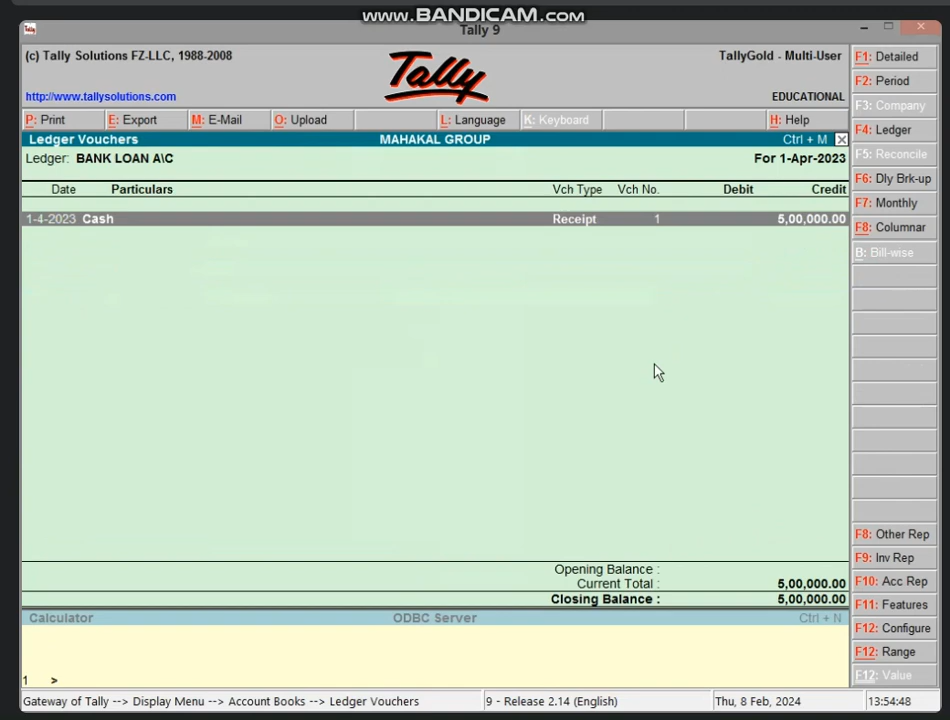 www.BANDICAM.com
Tally 9
(c) Tally Solutions FZ-LLC, 1988-2008
Tally
TallyGold - Multi-User
http://www.tallysolutions.com
EDUCATIONAL
P: Print E: Export M: E-Mail O: Upload L: Language K: Keyboard H: Help
Ledger Vouchers MAHAKAL GROUP Ctrl + M
Ledger: BANK LOAN A\C For 1-Apr-2023
Date Particulars Vch Type Vch No. Debit Credit
1-4-2023 Cash Receipt 1 5,00,000.00
Opening Balance :
Current Total : 5,00,000.00
Closing Balance : 5,00,000.00
Calculator ODBC Server Ctrl + N
1 >
F1: Detailed
F2: Period
F3: Company
F4: Ledger
F5: Reconcile
F6: Dly Brk-up
F7: Monthly
F8: Columnar
B: Bill-wise
F8: Other Rep
F9: Inv Rep
F10: Acc Rep
F11: Features
F12: Configure
F12: Range
F12: Value
Gateway of Tally --> Display Menu --> Account Books --> Ledger Vouchers 9 - Release 2.14 (English) Thu, 8 Feb, 2024 13:54:48